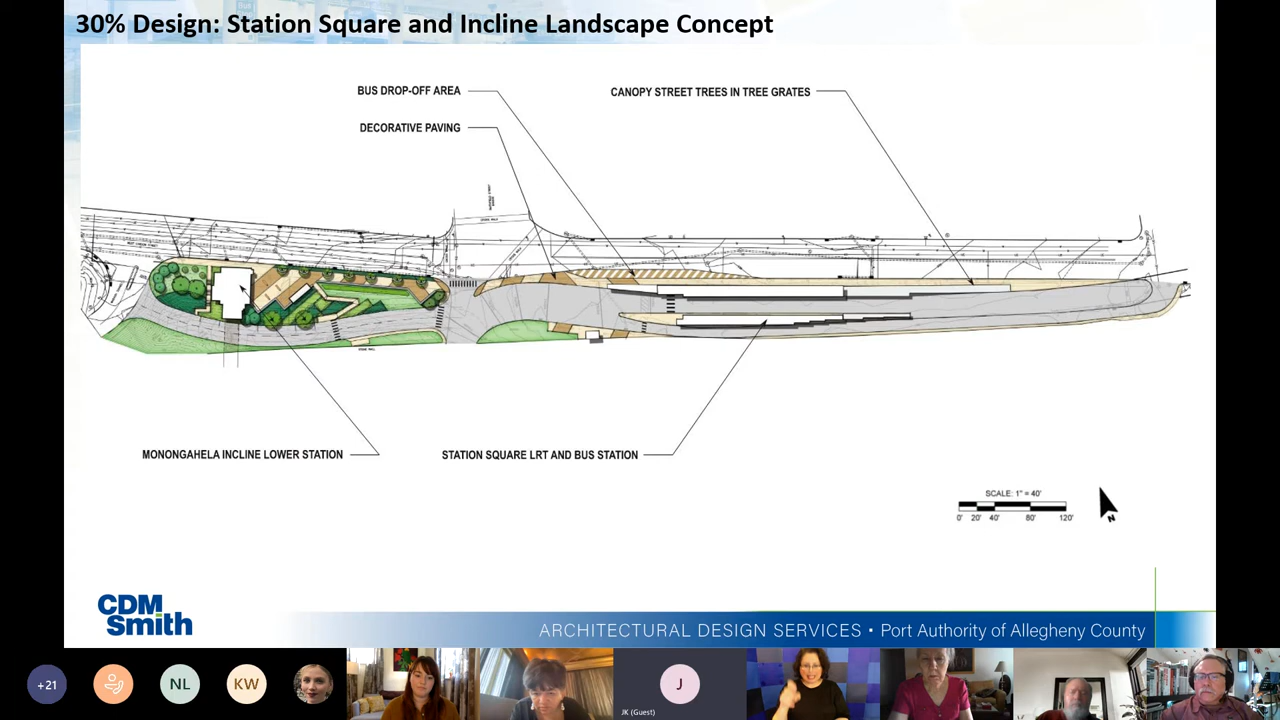 30% Design: Station Square and Incline Landscape Concept
BUS DROP-OFF AREA
CANOPY STREET TREES IN TREE GRATES
DECORATIVE PAVING
MONONGAHELA INCLINE LOWER STATION
STATION SQUARE LRT AND BUS STATION
SCALE: 1" = 40'
0' 20' 40' 80' 120'
N
CDM
Smith
ARCHITECTURAL DESIGN SERVICES • Port Authority of Allegheny County
+21
NL
KW
J
JK (Guest)